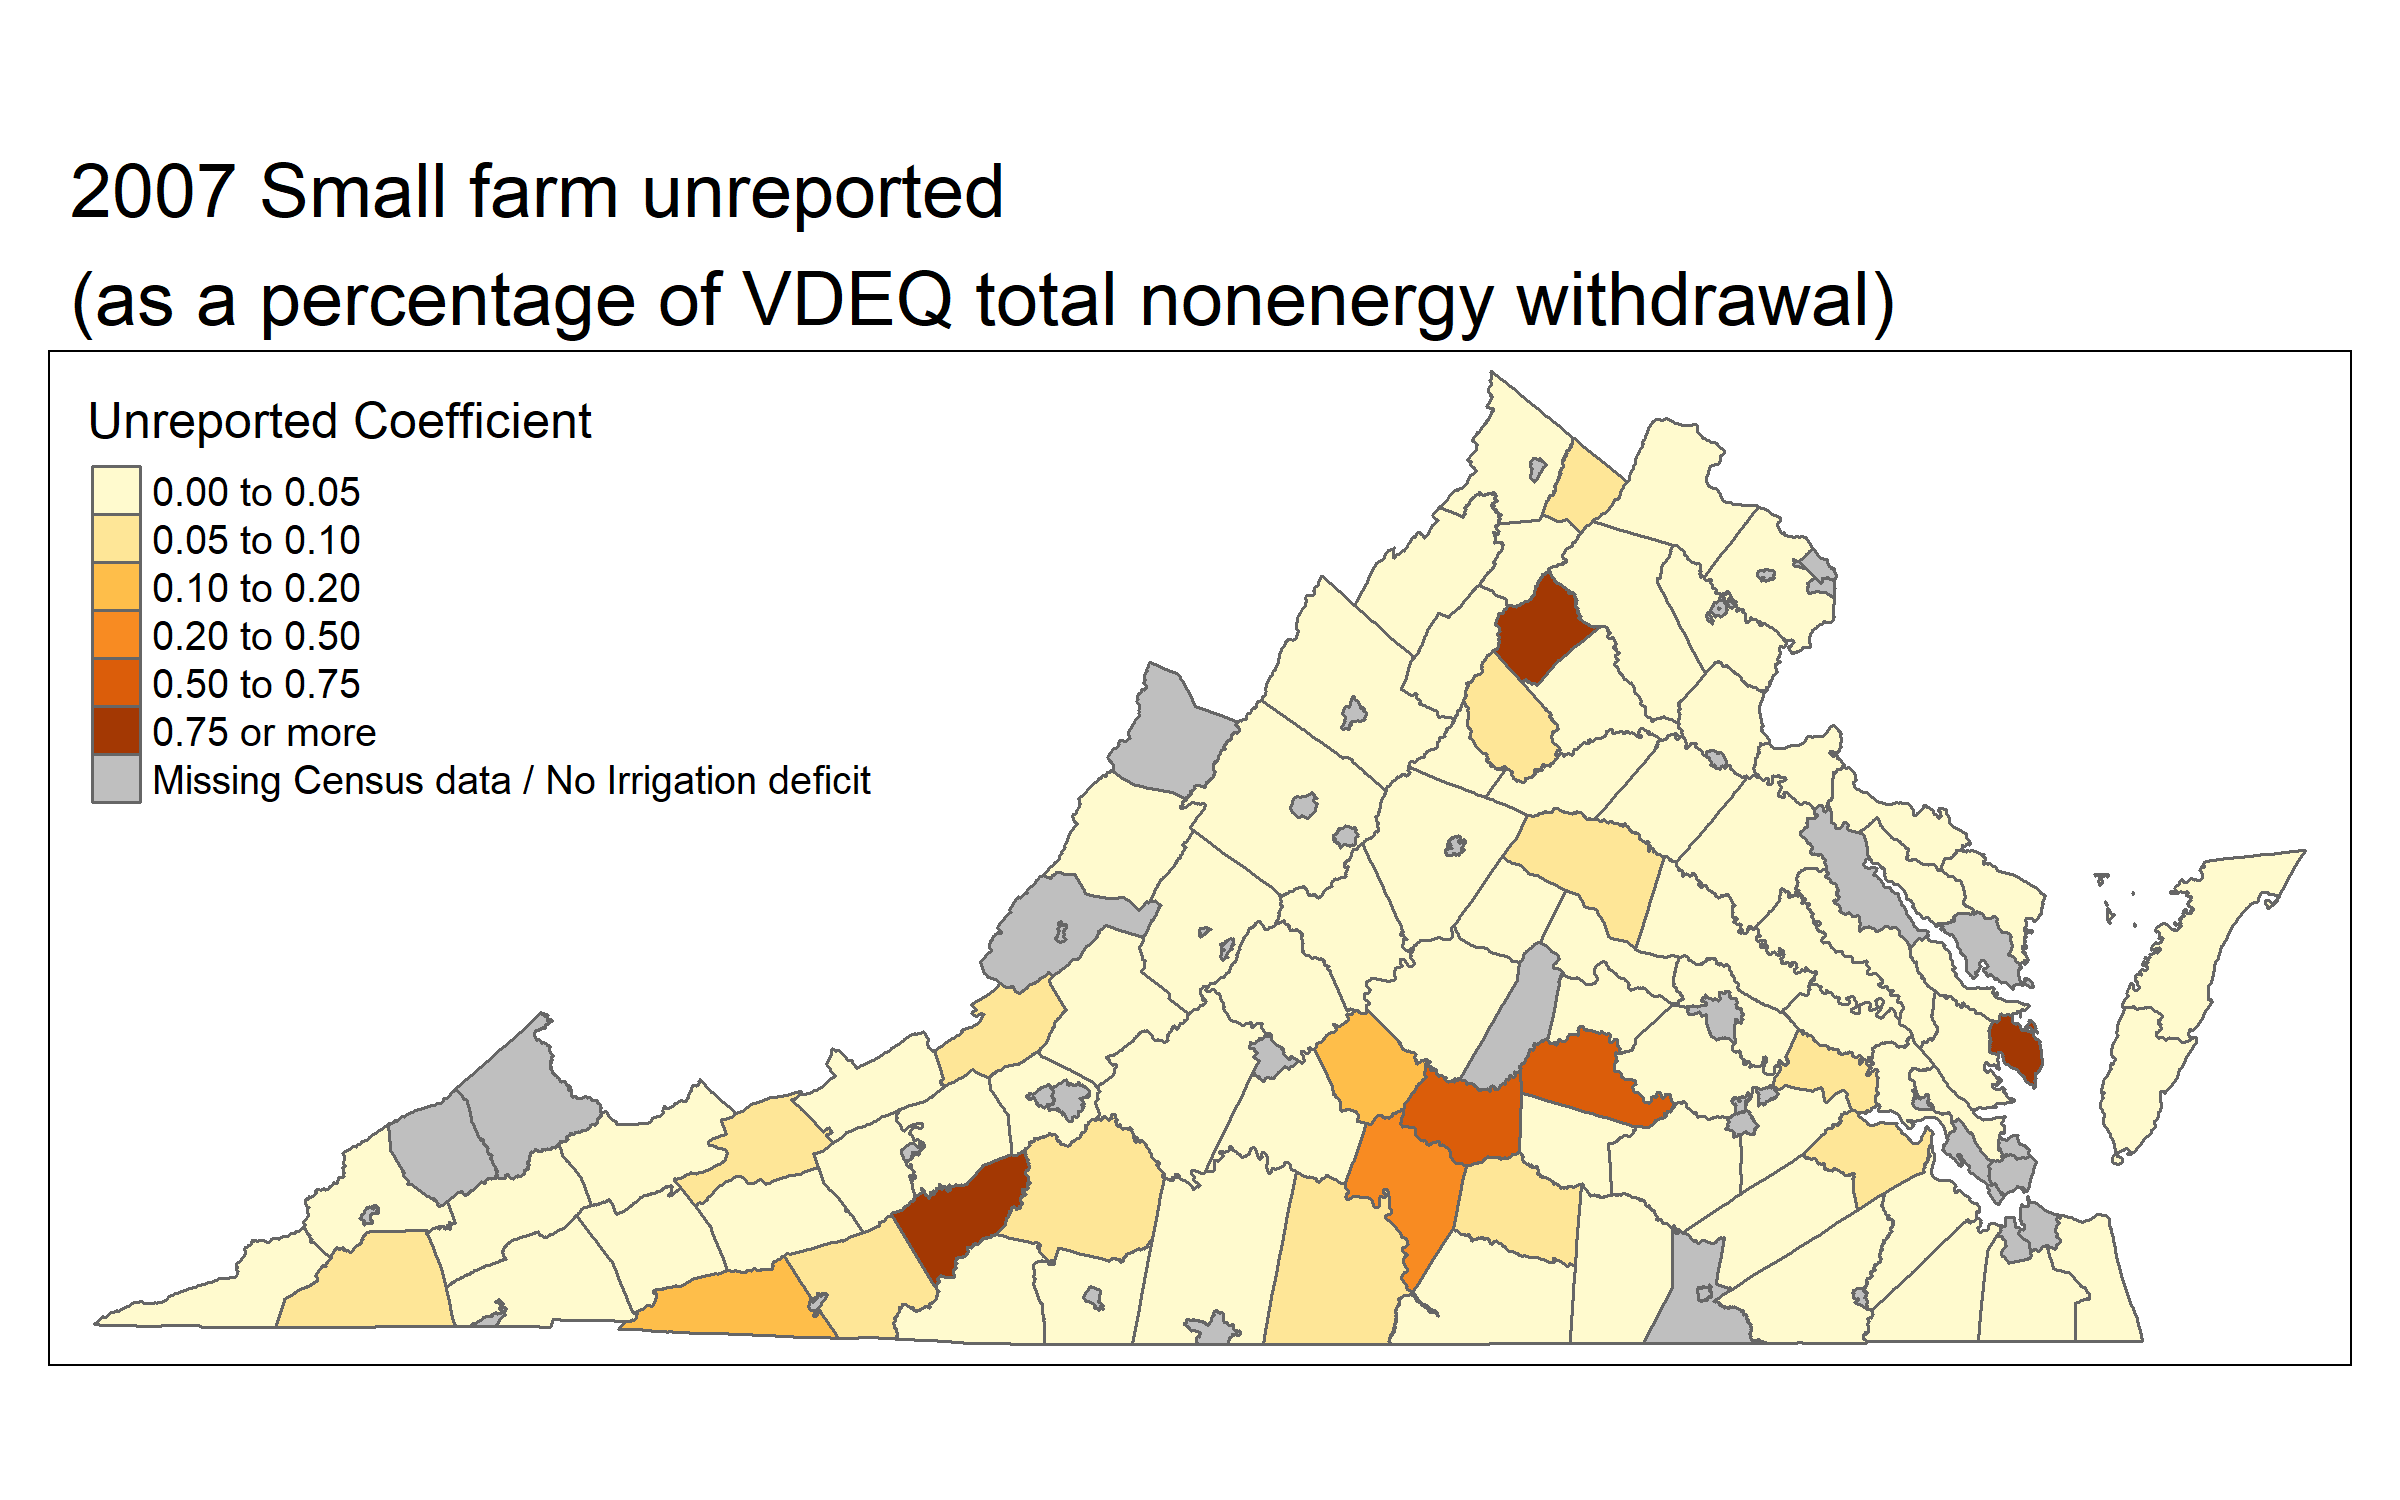 2007 Small farm unreported
(as a percentage of VDEQ total nonenergy withdrawal)
Unreported Coefficient
0.00 to 0.05
0.05 to 0.10
0.10 to 0.20
0.20 to 0.50
0.50 to 0.75
0.75 or more
Missing Census data / No Irrigation deficit